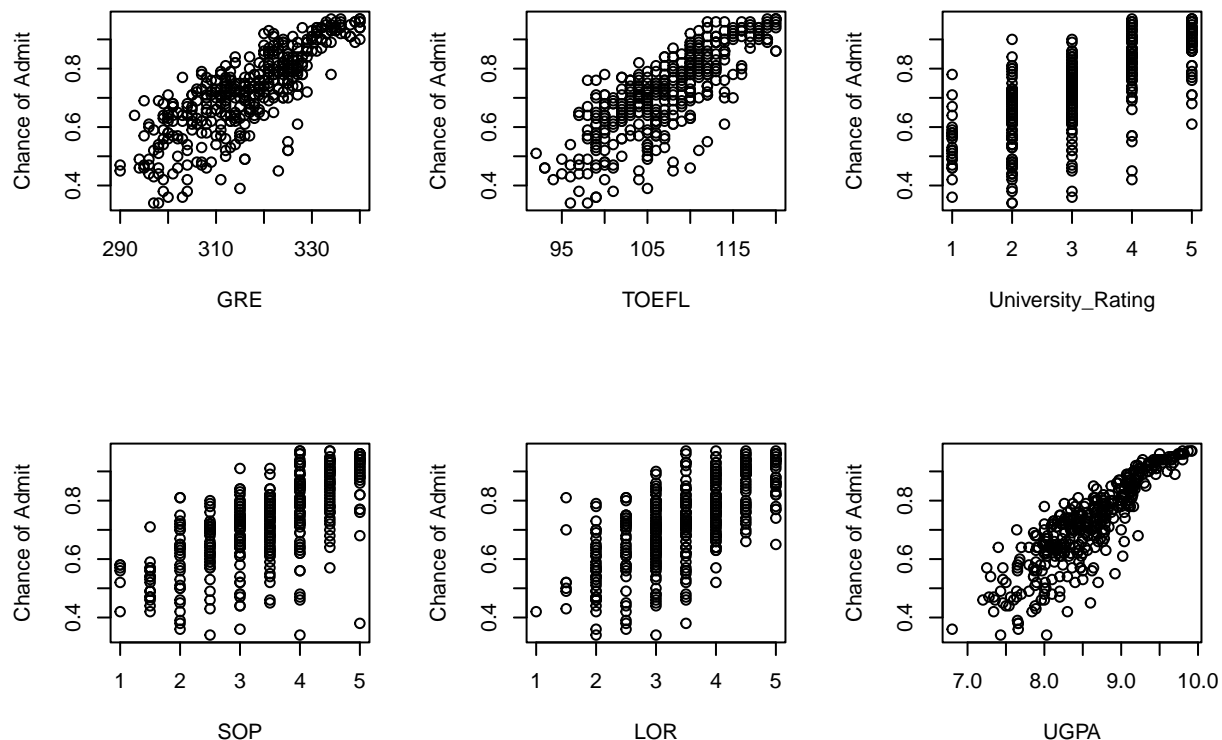 Chance of Admit
0.4 0.6 0.8
290 310 330
GRE
Chance of Admit
0.4 0.6 0.8
95 105 115
TOEFL
Chance of Admit
0.4 0.6 0.8
1 2 3 4 5
University_Rating
Chance of Admit
0.4 0.6 0.8
1 2 3 4 5
SOP
Chance of Admit
0.4 0.6 0.8
1 2 3 4 5
LOR
Chance of Admit
0.4 0.6 0.8
7.0 8.0 9.0 10.0
UGPA